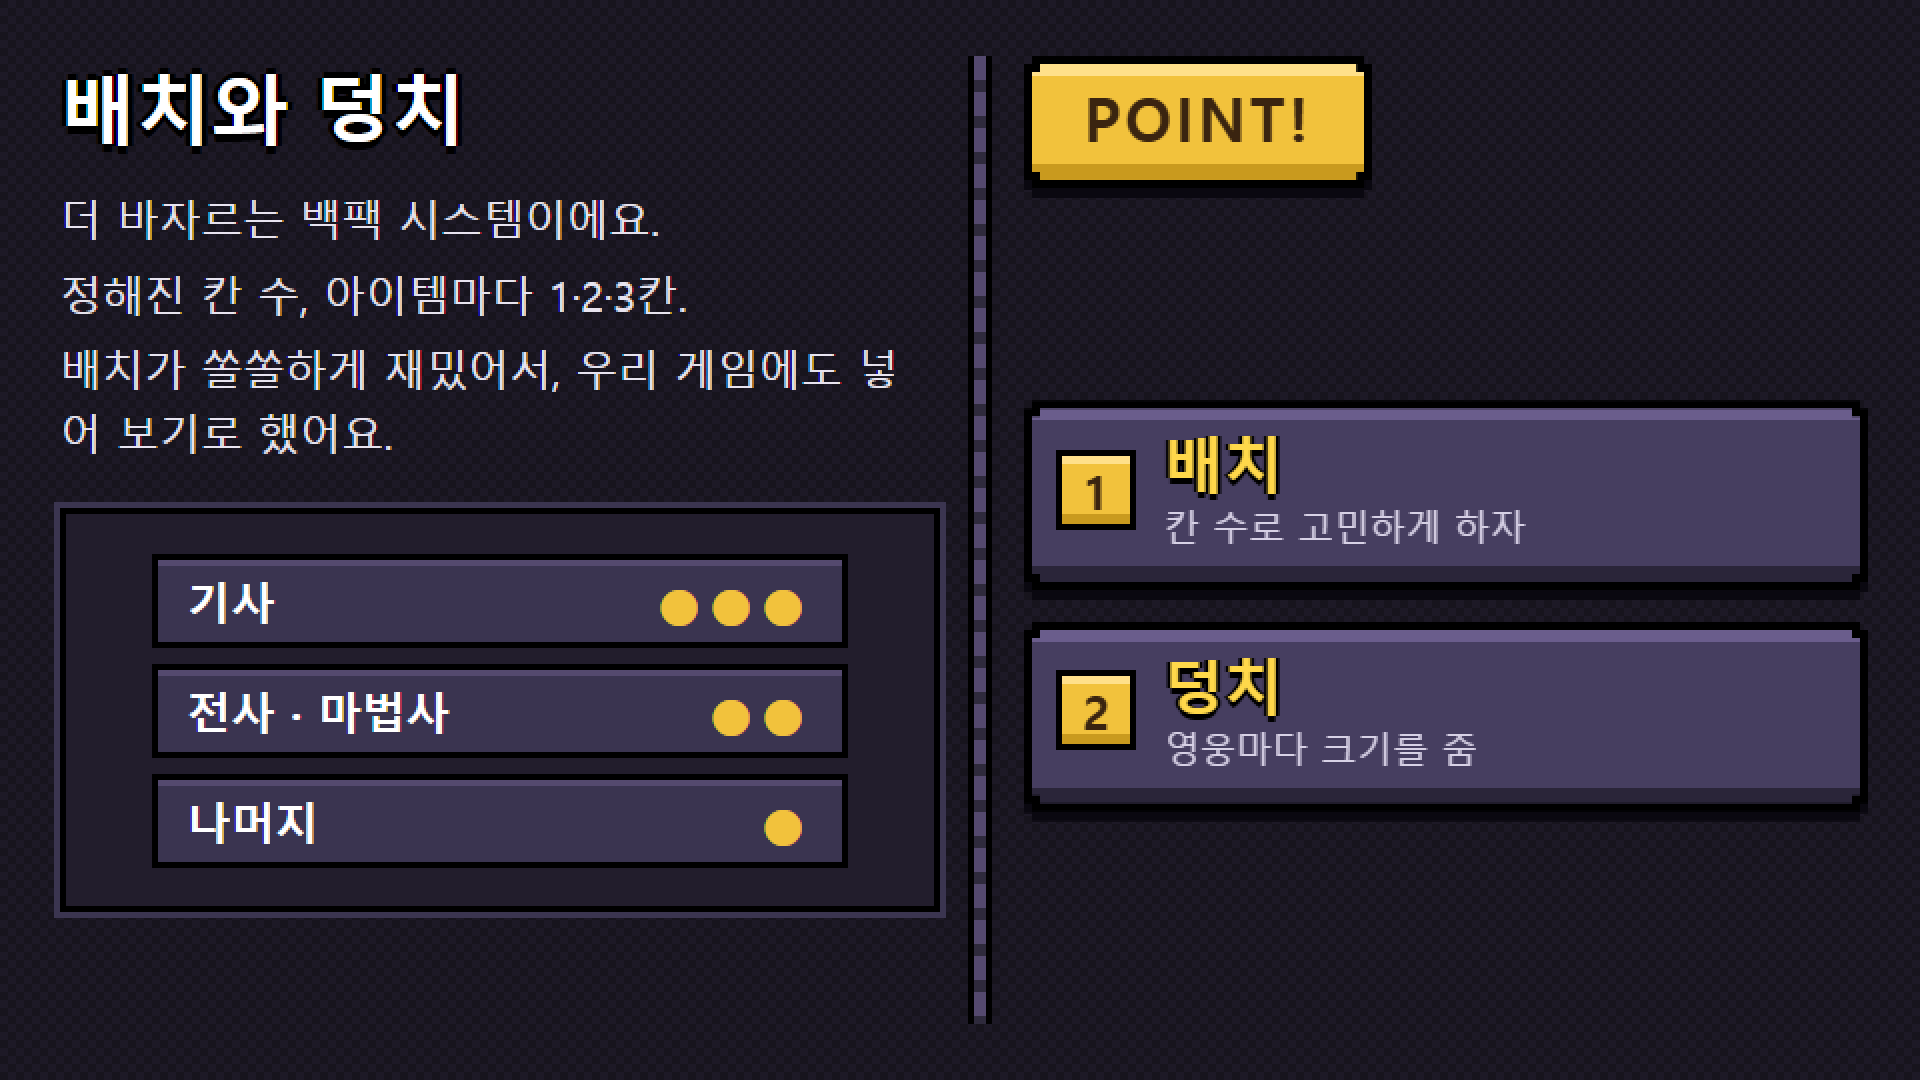 배치와 덩치
더 바자르는 백팩 시스템이에요.
정해진 칸 수, 아이템마다 1·2·3칸.
배치가 쏠쏠하게 재밌어서, 우리 게임에도 넣
어 보기로 했어요.
기사
전사 · 마법사
나머지
POINT!
1
배치
칸 수로 고민하게 하자
2
덩치
영웅마다 크기를 줌